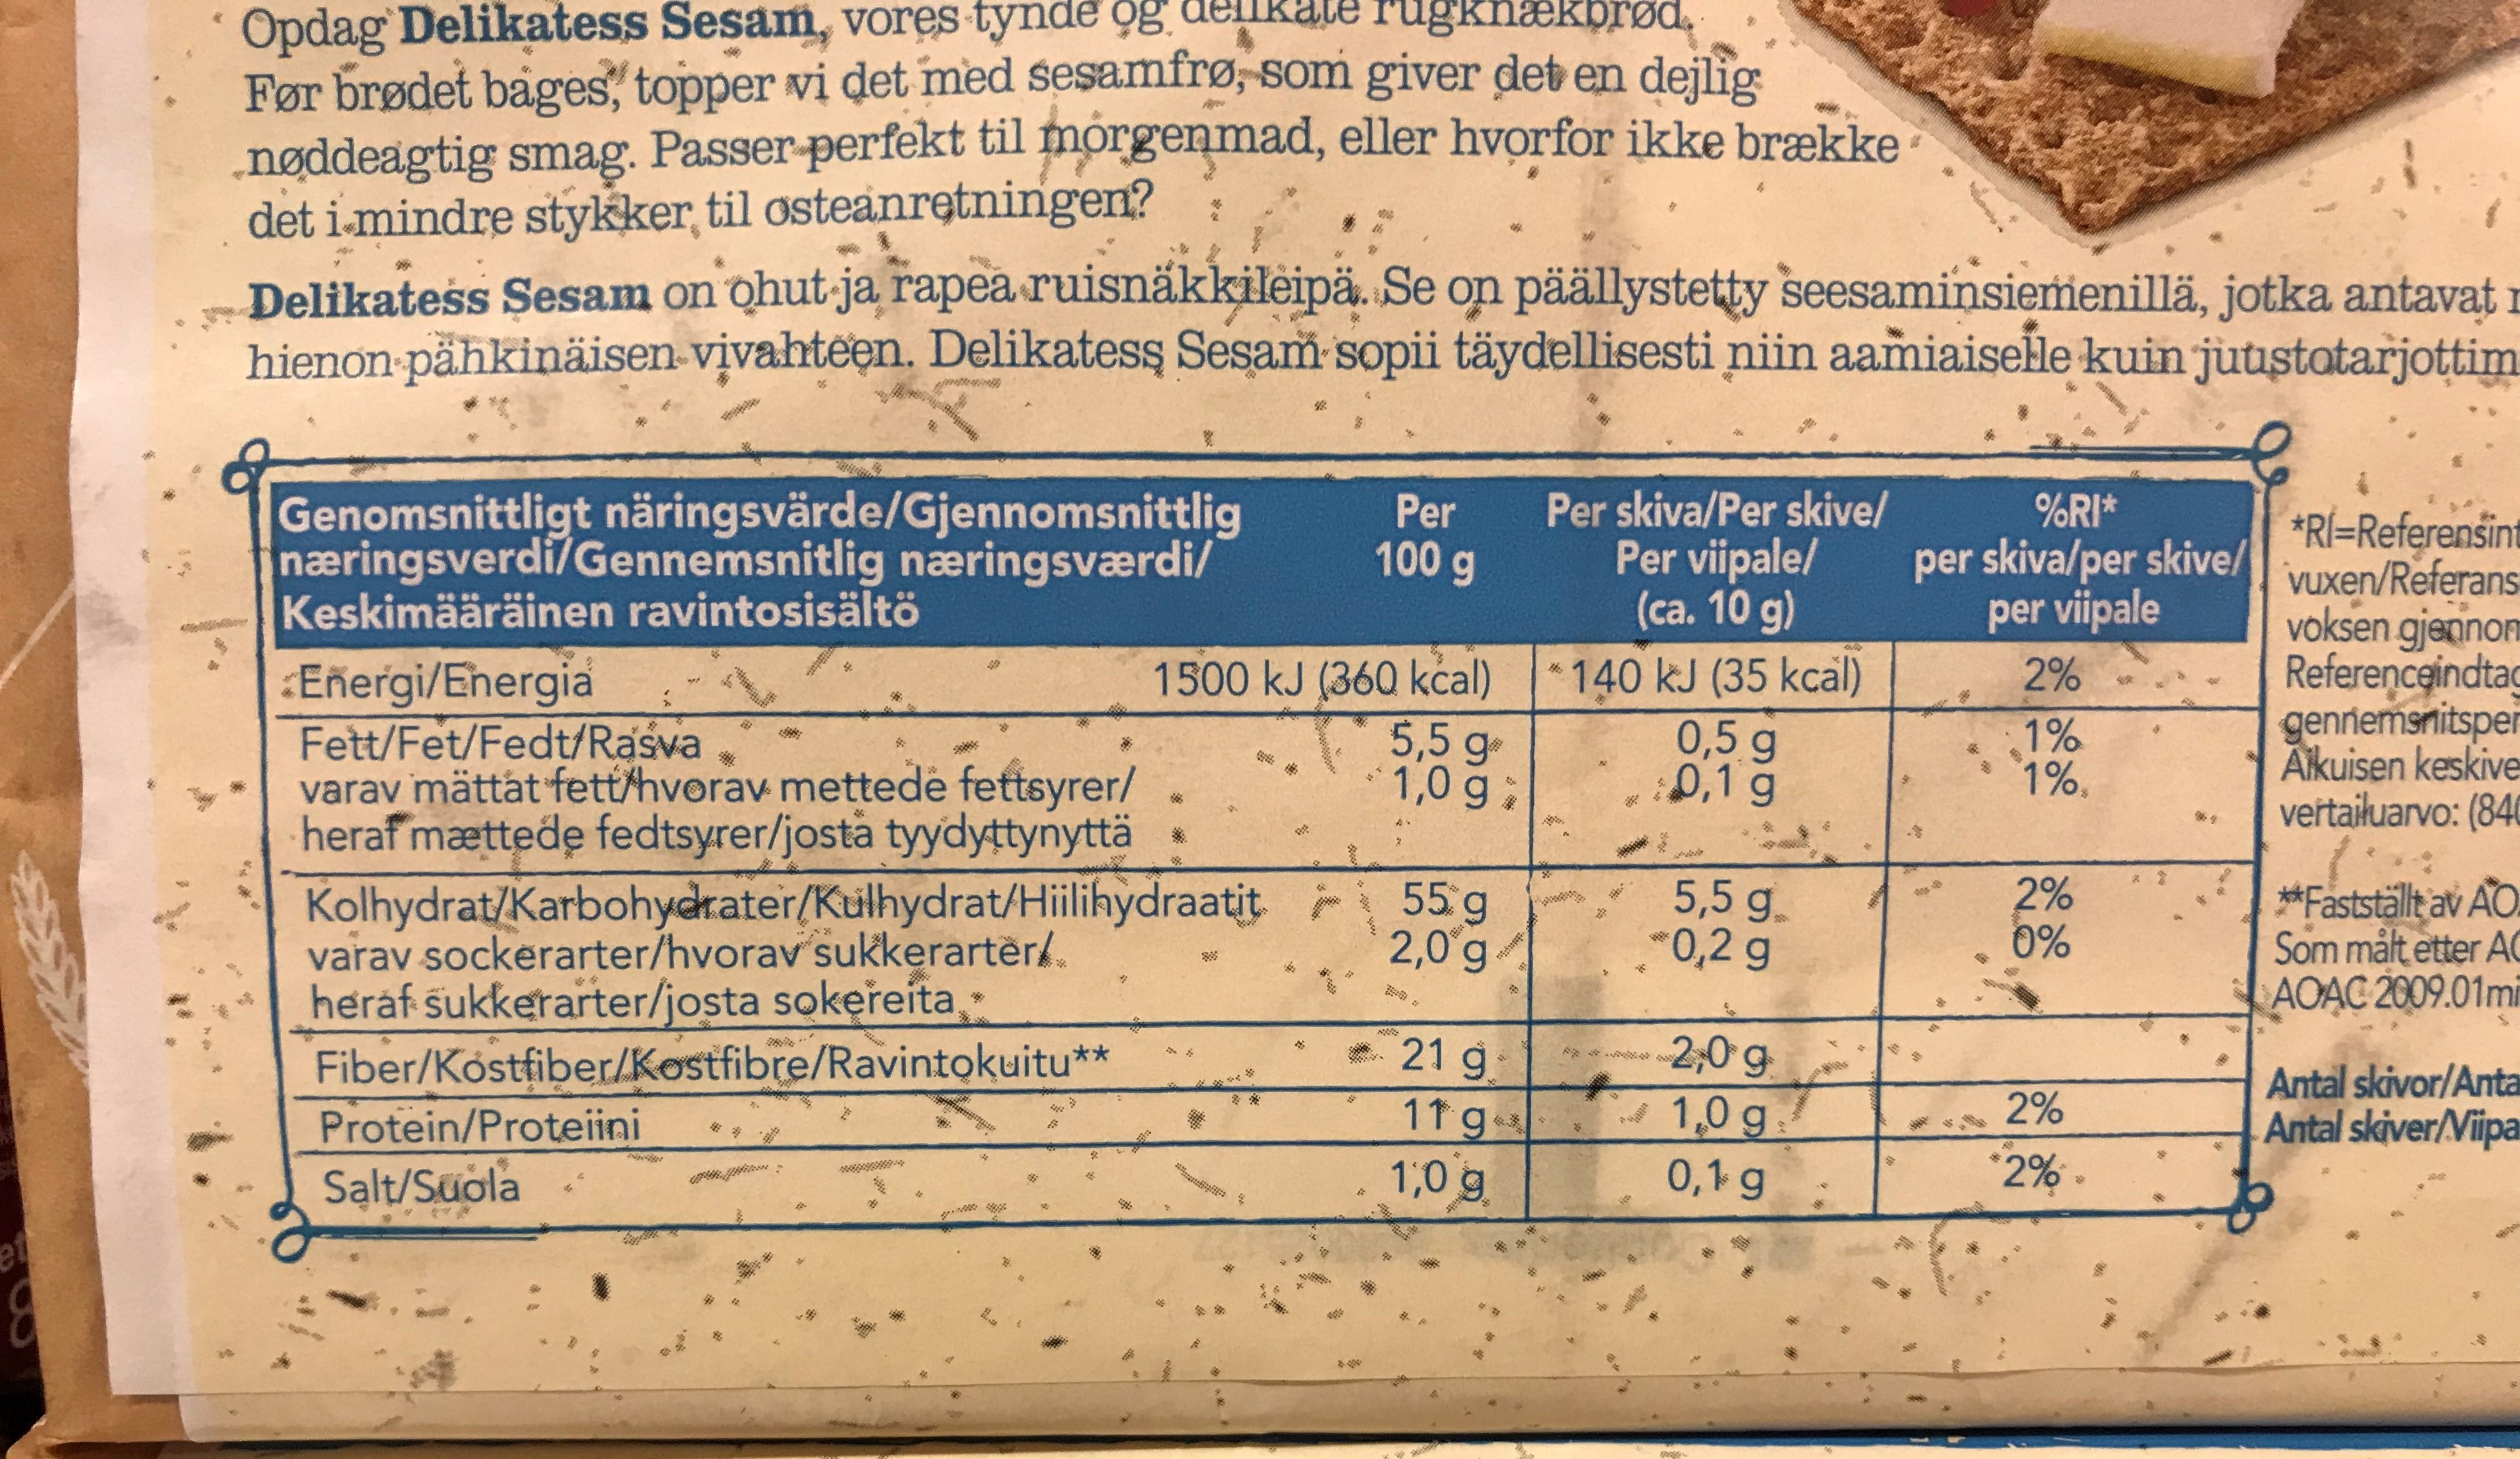 Opdag Delikatess Sesam, vores tynde og delikate rugknækbrød.
Før brødet bages, topper vi det med sesamfrø, som giver det en dejlig
nøddeagtig smag. Passer perfekt til morgenmad, eller hvorfor ikke brække
det i mindre stykker til osteanretningen?
Delikatess Sesam on ohut ja rapea ruisnäkkileipä. Se on päällystetty seesaminsiemenillä, jotka antavat
hienon pähkinäisen vivahteen. Delikatess Sesam sopii täydellisesti niin aamiaiselle kuin juustotarjottim
Genomsnittligt näringsvärde/Gjennomsnittlig
næringsverdi/Gennemsnitlig næringsværdi/
Keskimääräinen ravintosisältö
Per
100 g
Per skiva/Per skive/
Per viipale/
(ca. 10 g)
%RI*
per skiva/per skive/
per viipale
Energi/Energia 1500 kJ (360 kcal) 140 kJ (35 kcal) 2%
Fett/Fet/Fedt/Rasva 5,5 g 0,5 g 1%
varav mättat fett/hvorav mettede fettsyrer/ 1,0 g 0,1 g 1%
heraf mættede fedtsyrer/josta tyydyttynyttä
Kolhydrat/Karbohydrater/Kulhydrat/Hiilihydraatit 55 g 5,5 g 2%
varav sockerarter/hvorav sukkerarter/ 2,0 g 0,2 g 0%
heraf sukkerarter/josta sokereita
Fiber/Kostfiber/Kostfibre/Ravintokuitu** 21 g 2,0 g
Protein/Proteiini 11 g 1,0 g 2%
Salt/Suola 1,0 g 0,1 g 2%
*RI=Referensint
vuxen/Referans
voksen gjennom
Referenceindtag
gennemsnitsper
Aikuisen keskive
vertailuarvo: (840
**Fastställt av AO
Som målt etter AO
AOAC 2009.01 mi
Antal skivor/Anta
Antal skiver/Viipa